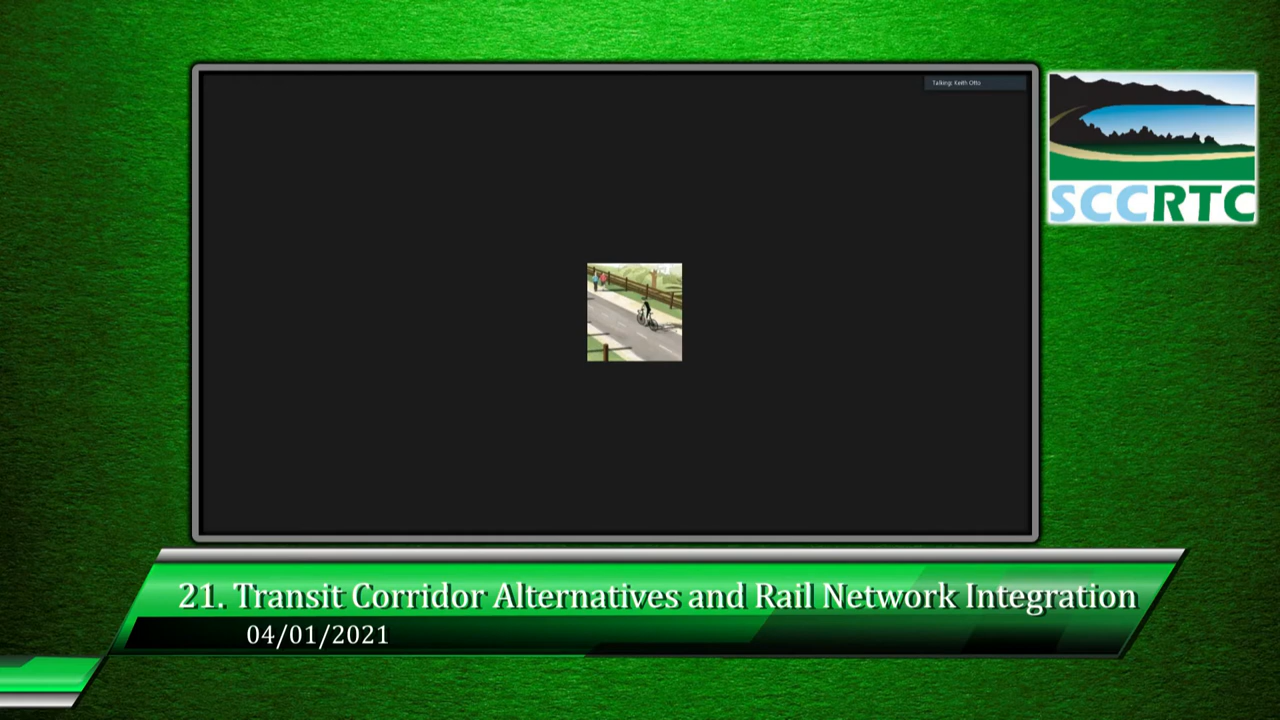 Talking: Keith Otto
SCCRTC
21. Transit Corridor Alternatives and Rail Network Integration
04/01/2021